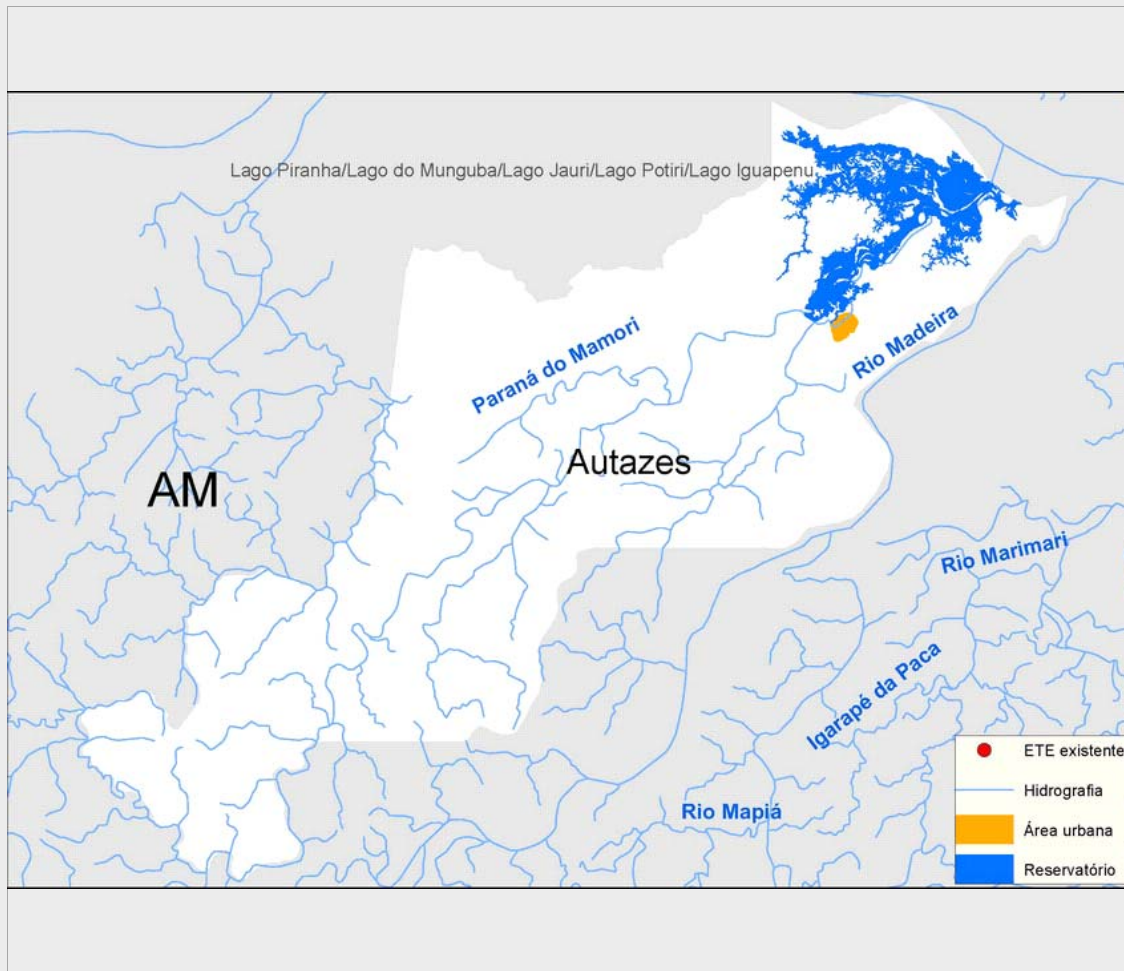 Lago Piranha/Lago do Munguba/Lago Jauri/Lago Potiri/Lago Iguapenu
Paraná do Mamori
Rio Madeira
Autazes
AM
Rio Marimari
Igarapé da Paca
Rio Mapiá
ETE existente
Hidrografia
Área urbana
Reservatório